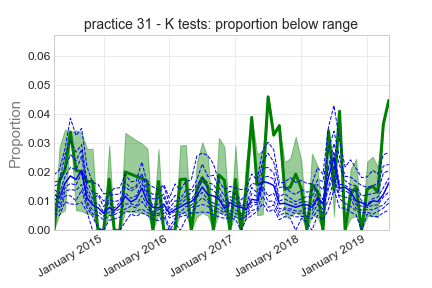 practice 31 - K tests: proportion below range
Proportion
0.06
0.05
0.04
0.03
0.02
0.01
0.00
January 2015
January 2016
January 2017
January 2018
January 2019